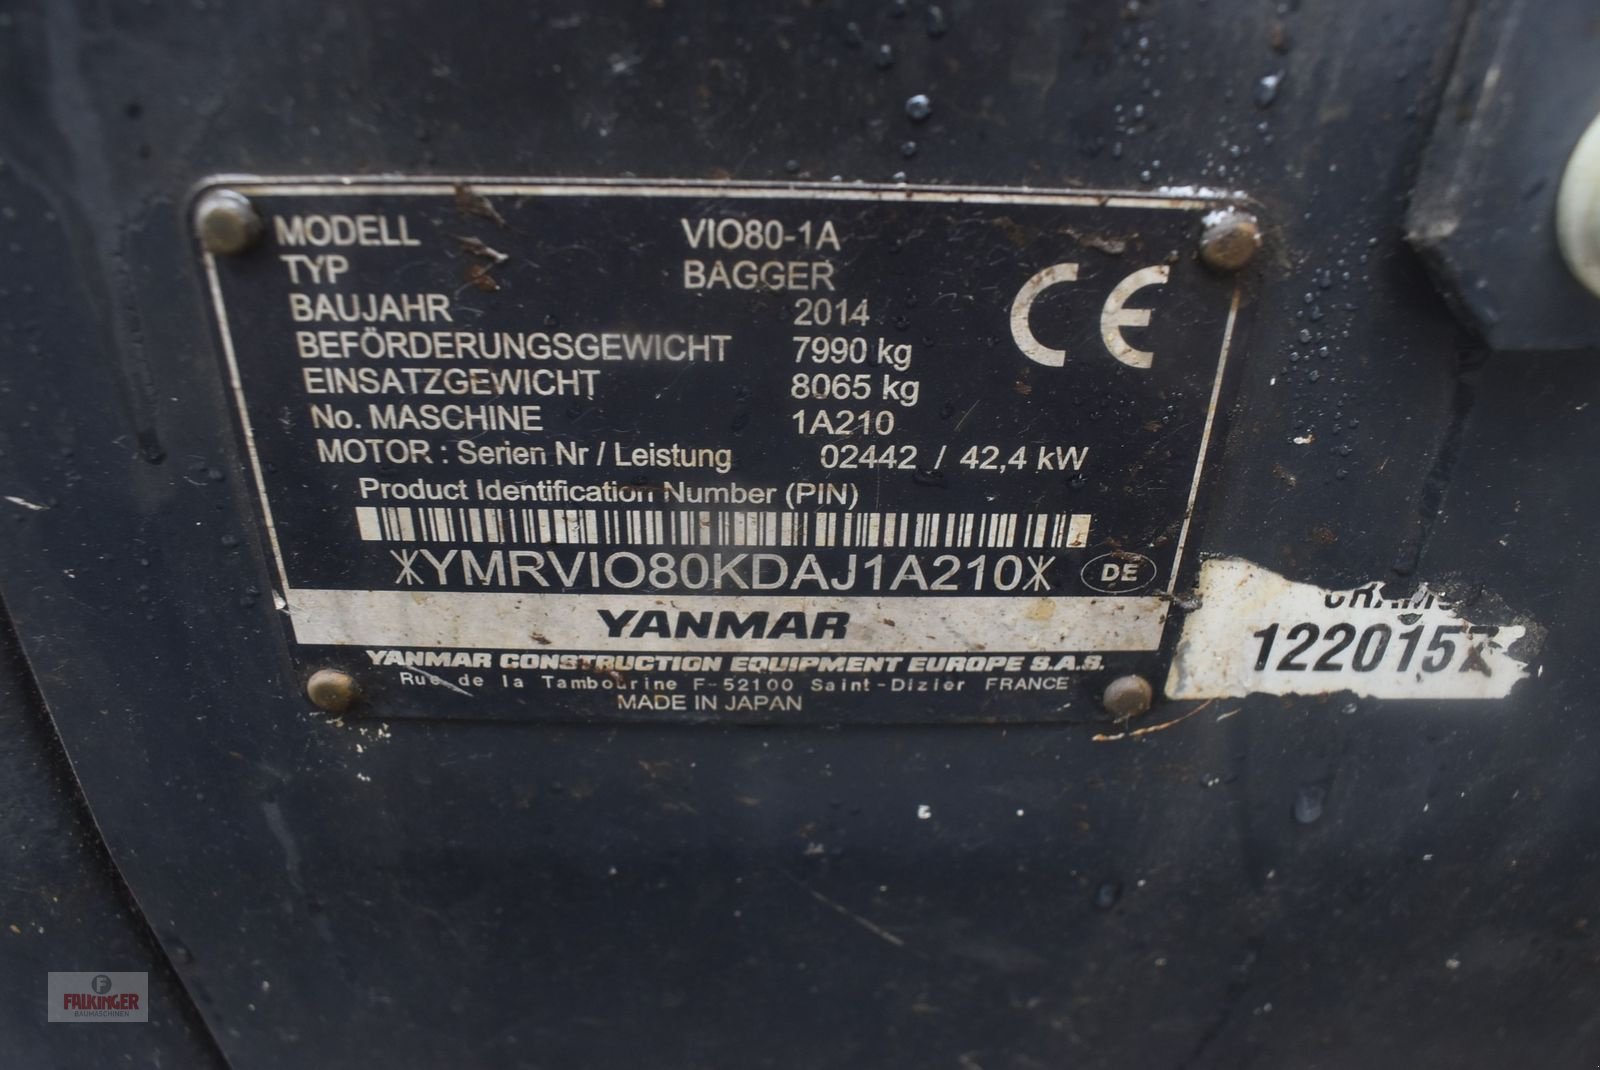 MODELL VIO80-1A
TYP BAGGER
BAUJAHR 2014
BEFÖRDERUNGSGEWICHT 7990 kg
EINSATZGEWICHT 8065 kg
No. MASCHINE 1A210
MOTOR : Serien Nr / Leistung 02442 / 42,4 kW
CE
Product Identification Number (PIN)
*YMRVIO80KDAJ1A210*
DE
YANMAR
YANMAR CONSTRUCTION EQUIPMENT EUROPE S.A.S.
Rue de la Tambourine F-52100 Saint-Dizier FRANCE
MADE IN JAPAN
122015
F
FALKINGER
BAUMASCHINEN